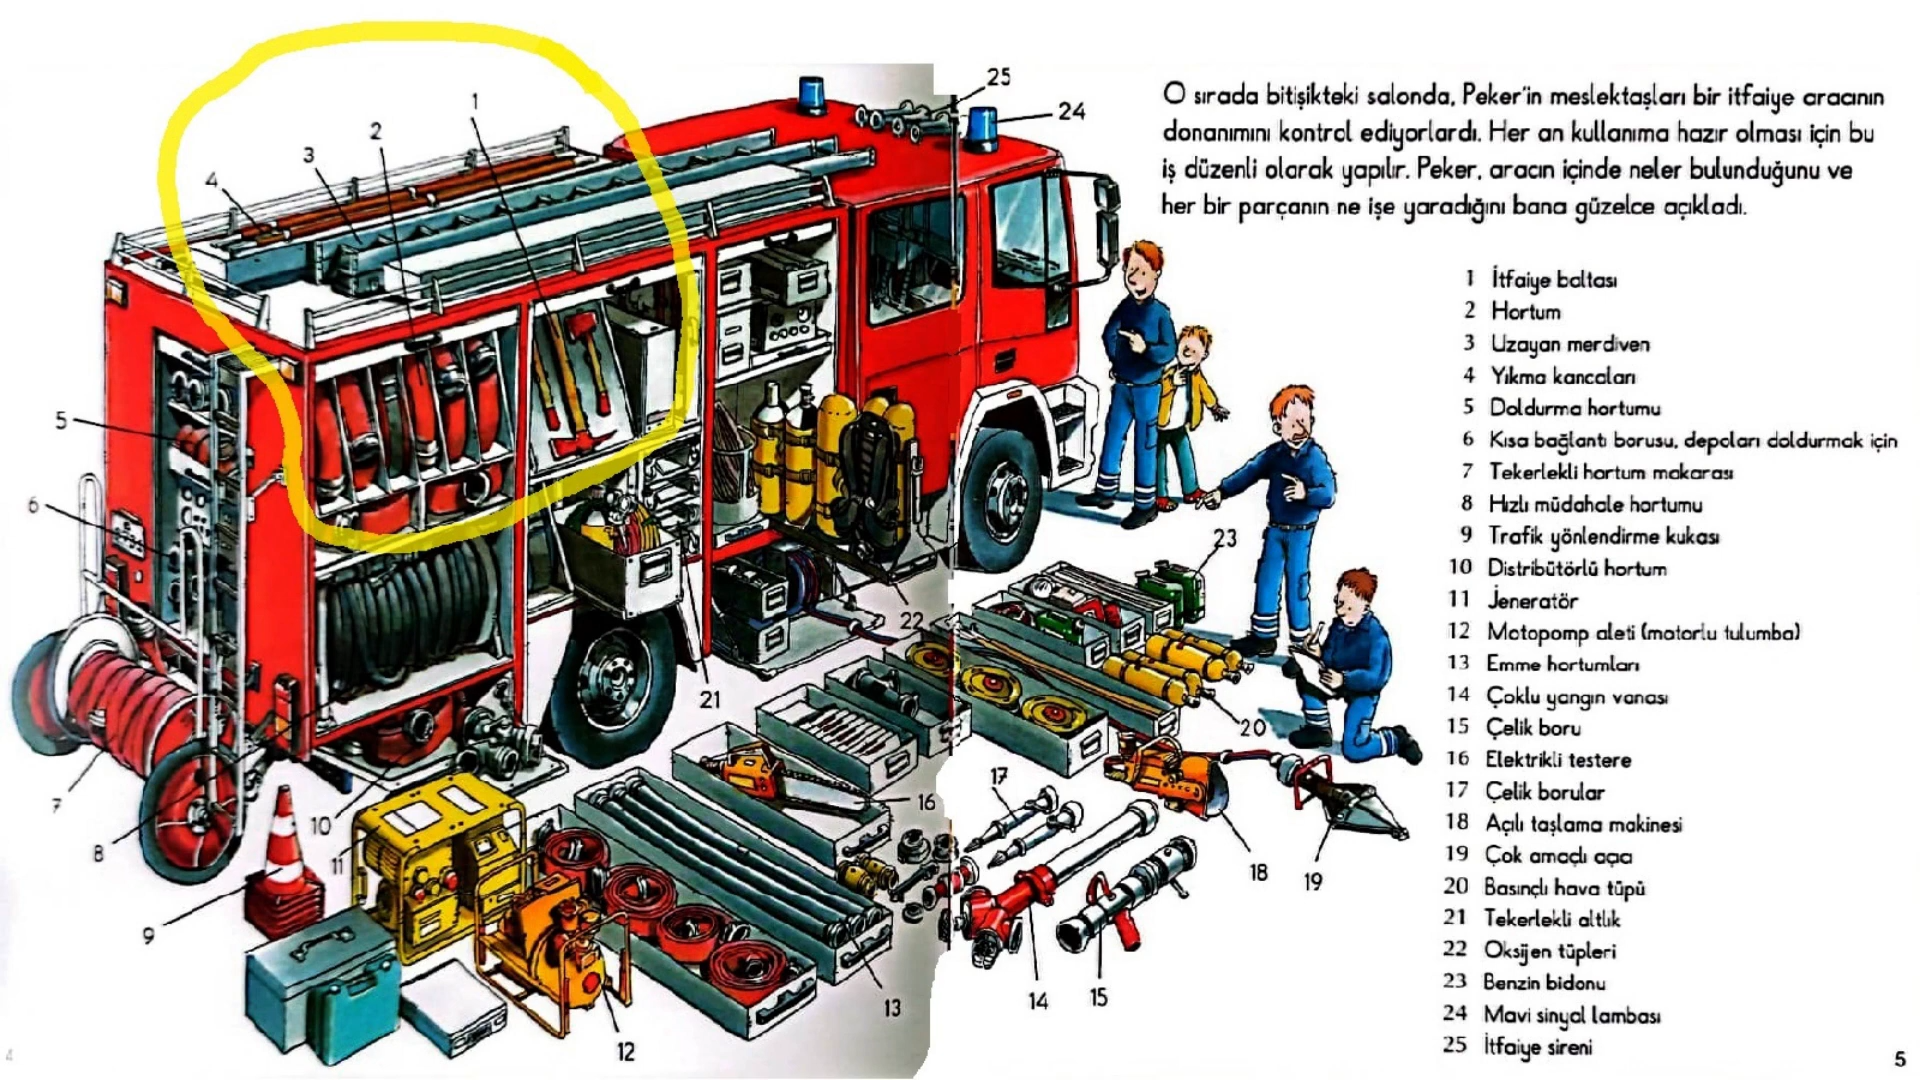 O sırada bitişikteki salonda, Peker'in meslektaşları bir itfaiye aracının
donanımını kontrol ediyorlardı. Her an kullanıma hazır olması için bu
iş düzenli olarak yapılır. Peker, aracın içinde neler bulunduğunu ve
her bir parçanın ne işe yaradığını bana güzelce açıkladı.
1 İtfaiye baltası
2 Hortum
3 Uzayan merdiven
4 Yıkma kancaları
5 Doldurma hortumu
6 Kısa bağlantı borusu, depoları doldurmak için
7 Tekerlekli hortum makarası
8 Hızlı müdahale hortumu
9 Trafik yönlendirme kukası
10 Distribütörlü hortum
11 Jeneratör
12 Motopomp aleti (motorlu tulumba)
13 Emme hortumları
14 Çoklu yangın vanası
15 Çelik boru
16 Elektrikli testere
17 Çelik borular
18 Açılı taşlama makinesi
19 Çok amaçlı açıcı
20 Basınçlı hava tüpü
21 Tekerlekli altlık
22 Oksijen tüpleri
23 Benzin bidonu
24 Mavi sinyal lambası
25 İtfaiye sireni
1
2
3
4
5
6
7
8
9
10
11
12
13
14
15
16
17
18
19
20
21
22
23
24
25
4
5